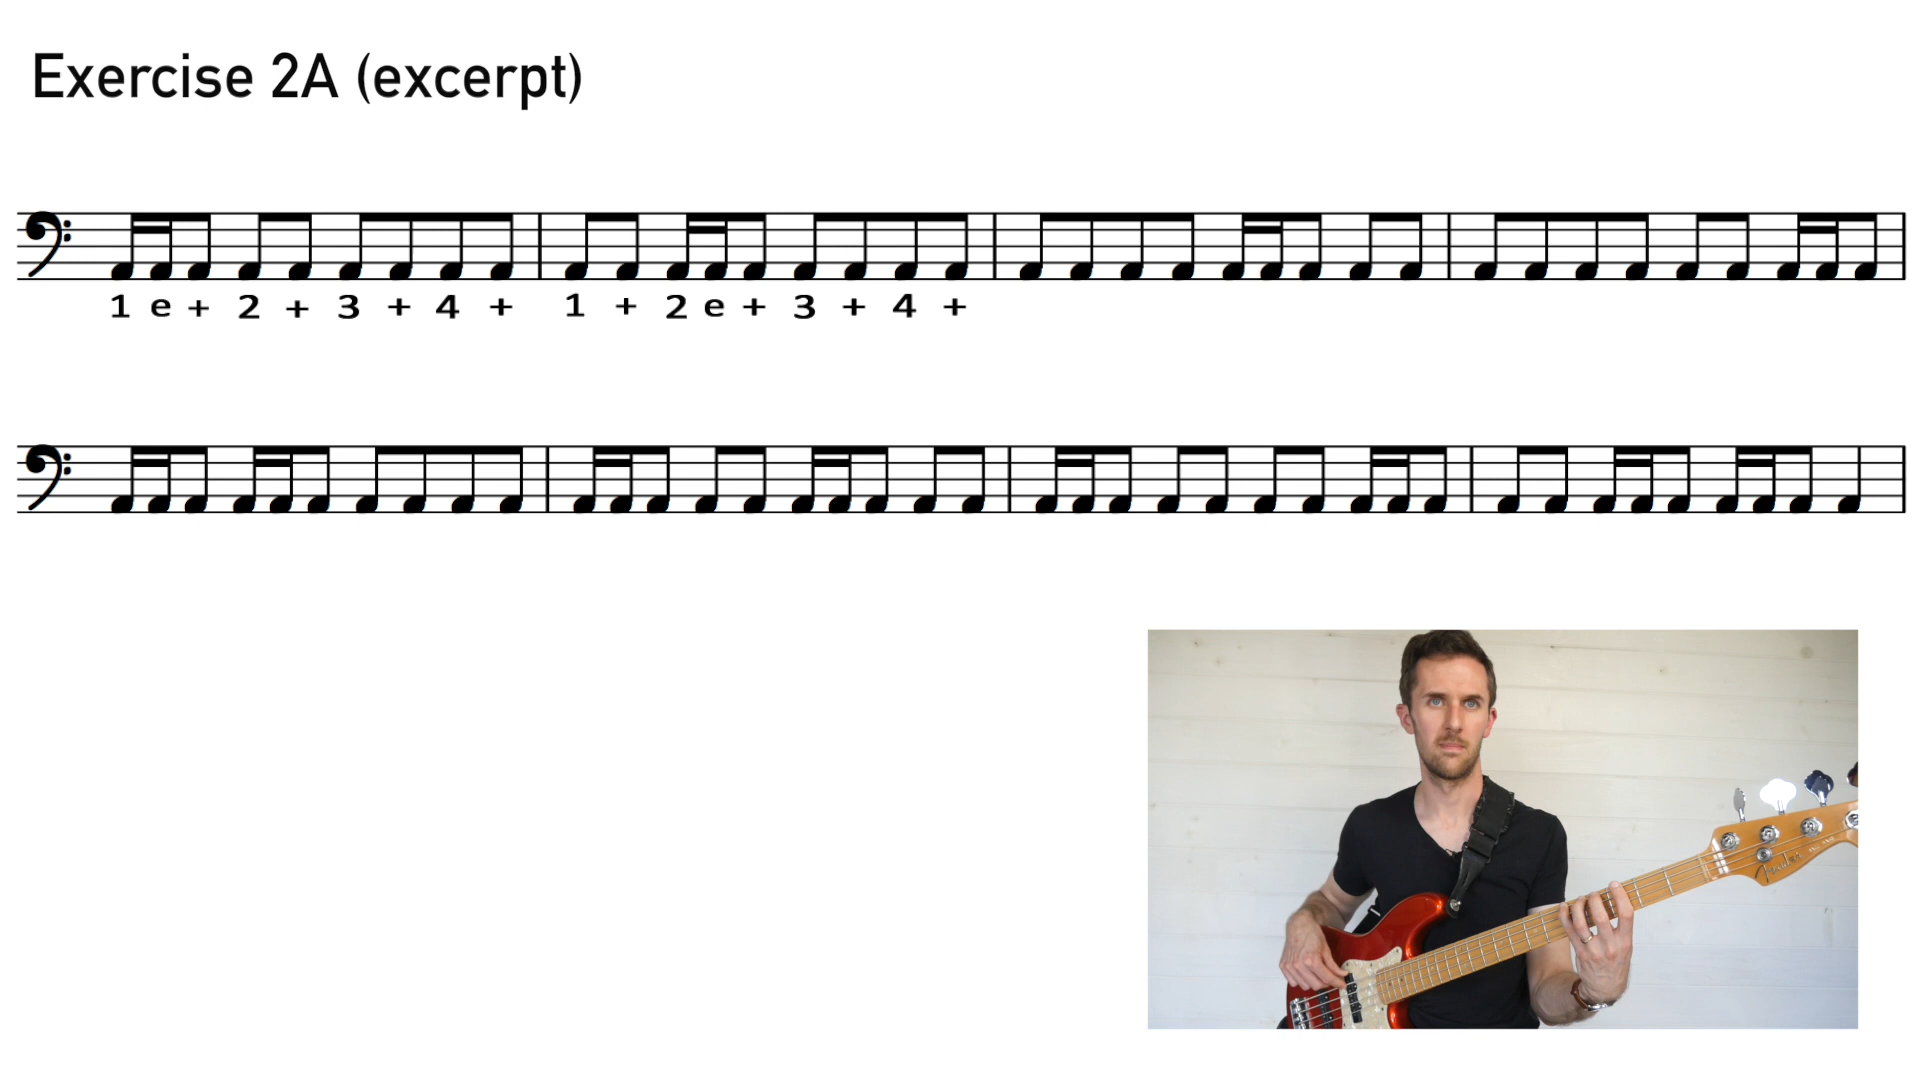 Exercise 2A (excerpt)
1 e + 2 + 3 + 4 + 1 + 2 e + 3 + 4 +